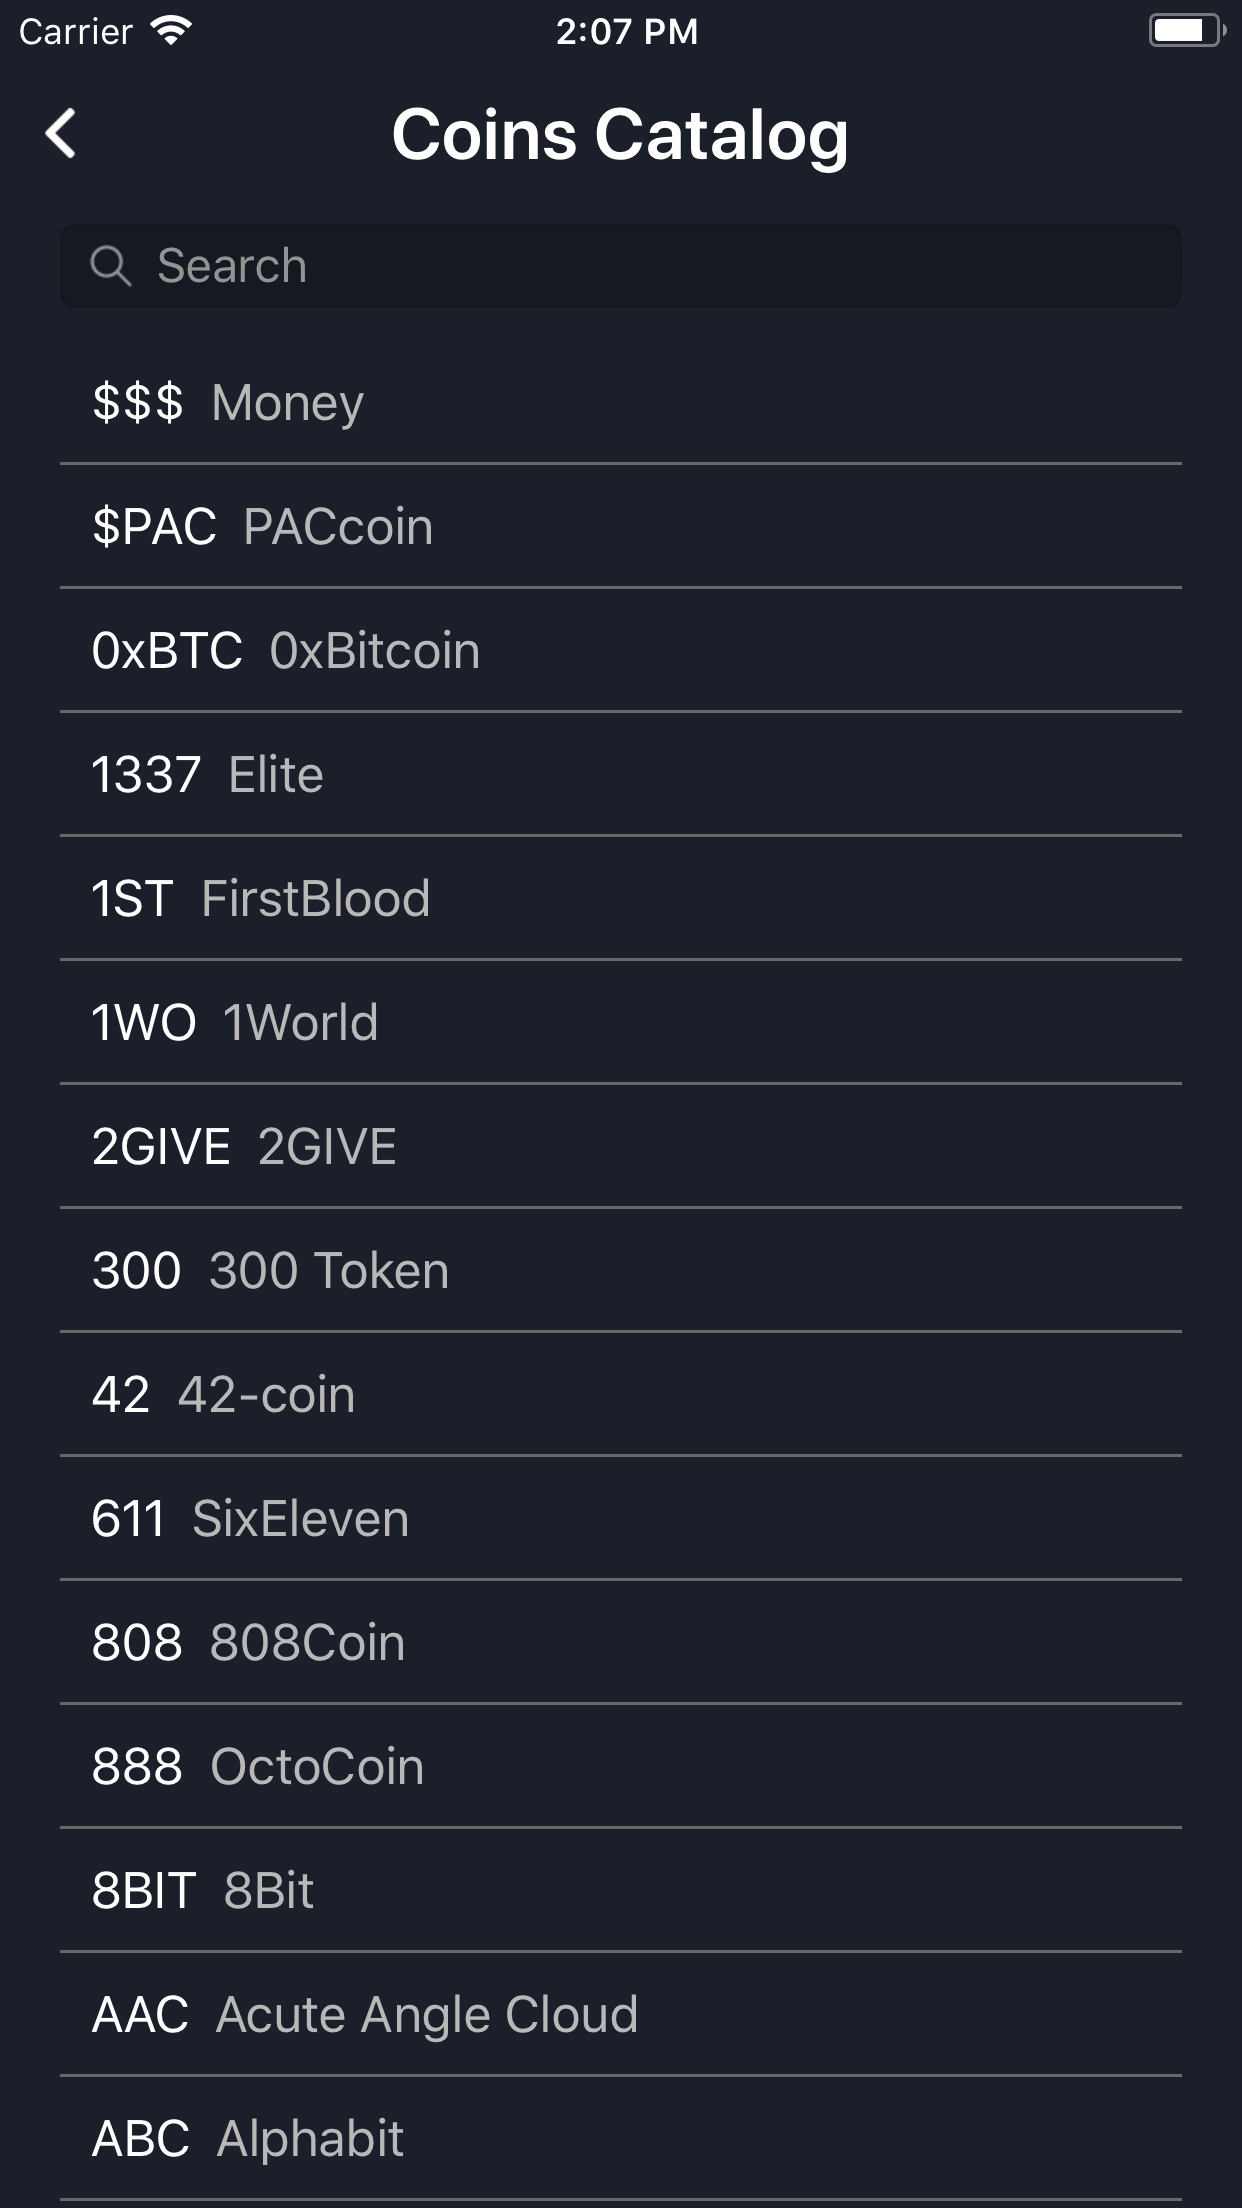 Carrier 2:07 PM
Coins Catalog
Search
$$$ Money
$PAC PACcoin
0xBTC 0xBitcoin
1337 Elite
1ST FirstBlood
1WO 1World
2GIVE 2GIVE
300 300 Token
42 42-coin
611 SixEleven
808 808Coin
888 OctoCoin
8BIT 8Bit
AAC Acute Angle Cloud
ABC Alphabit